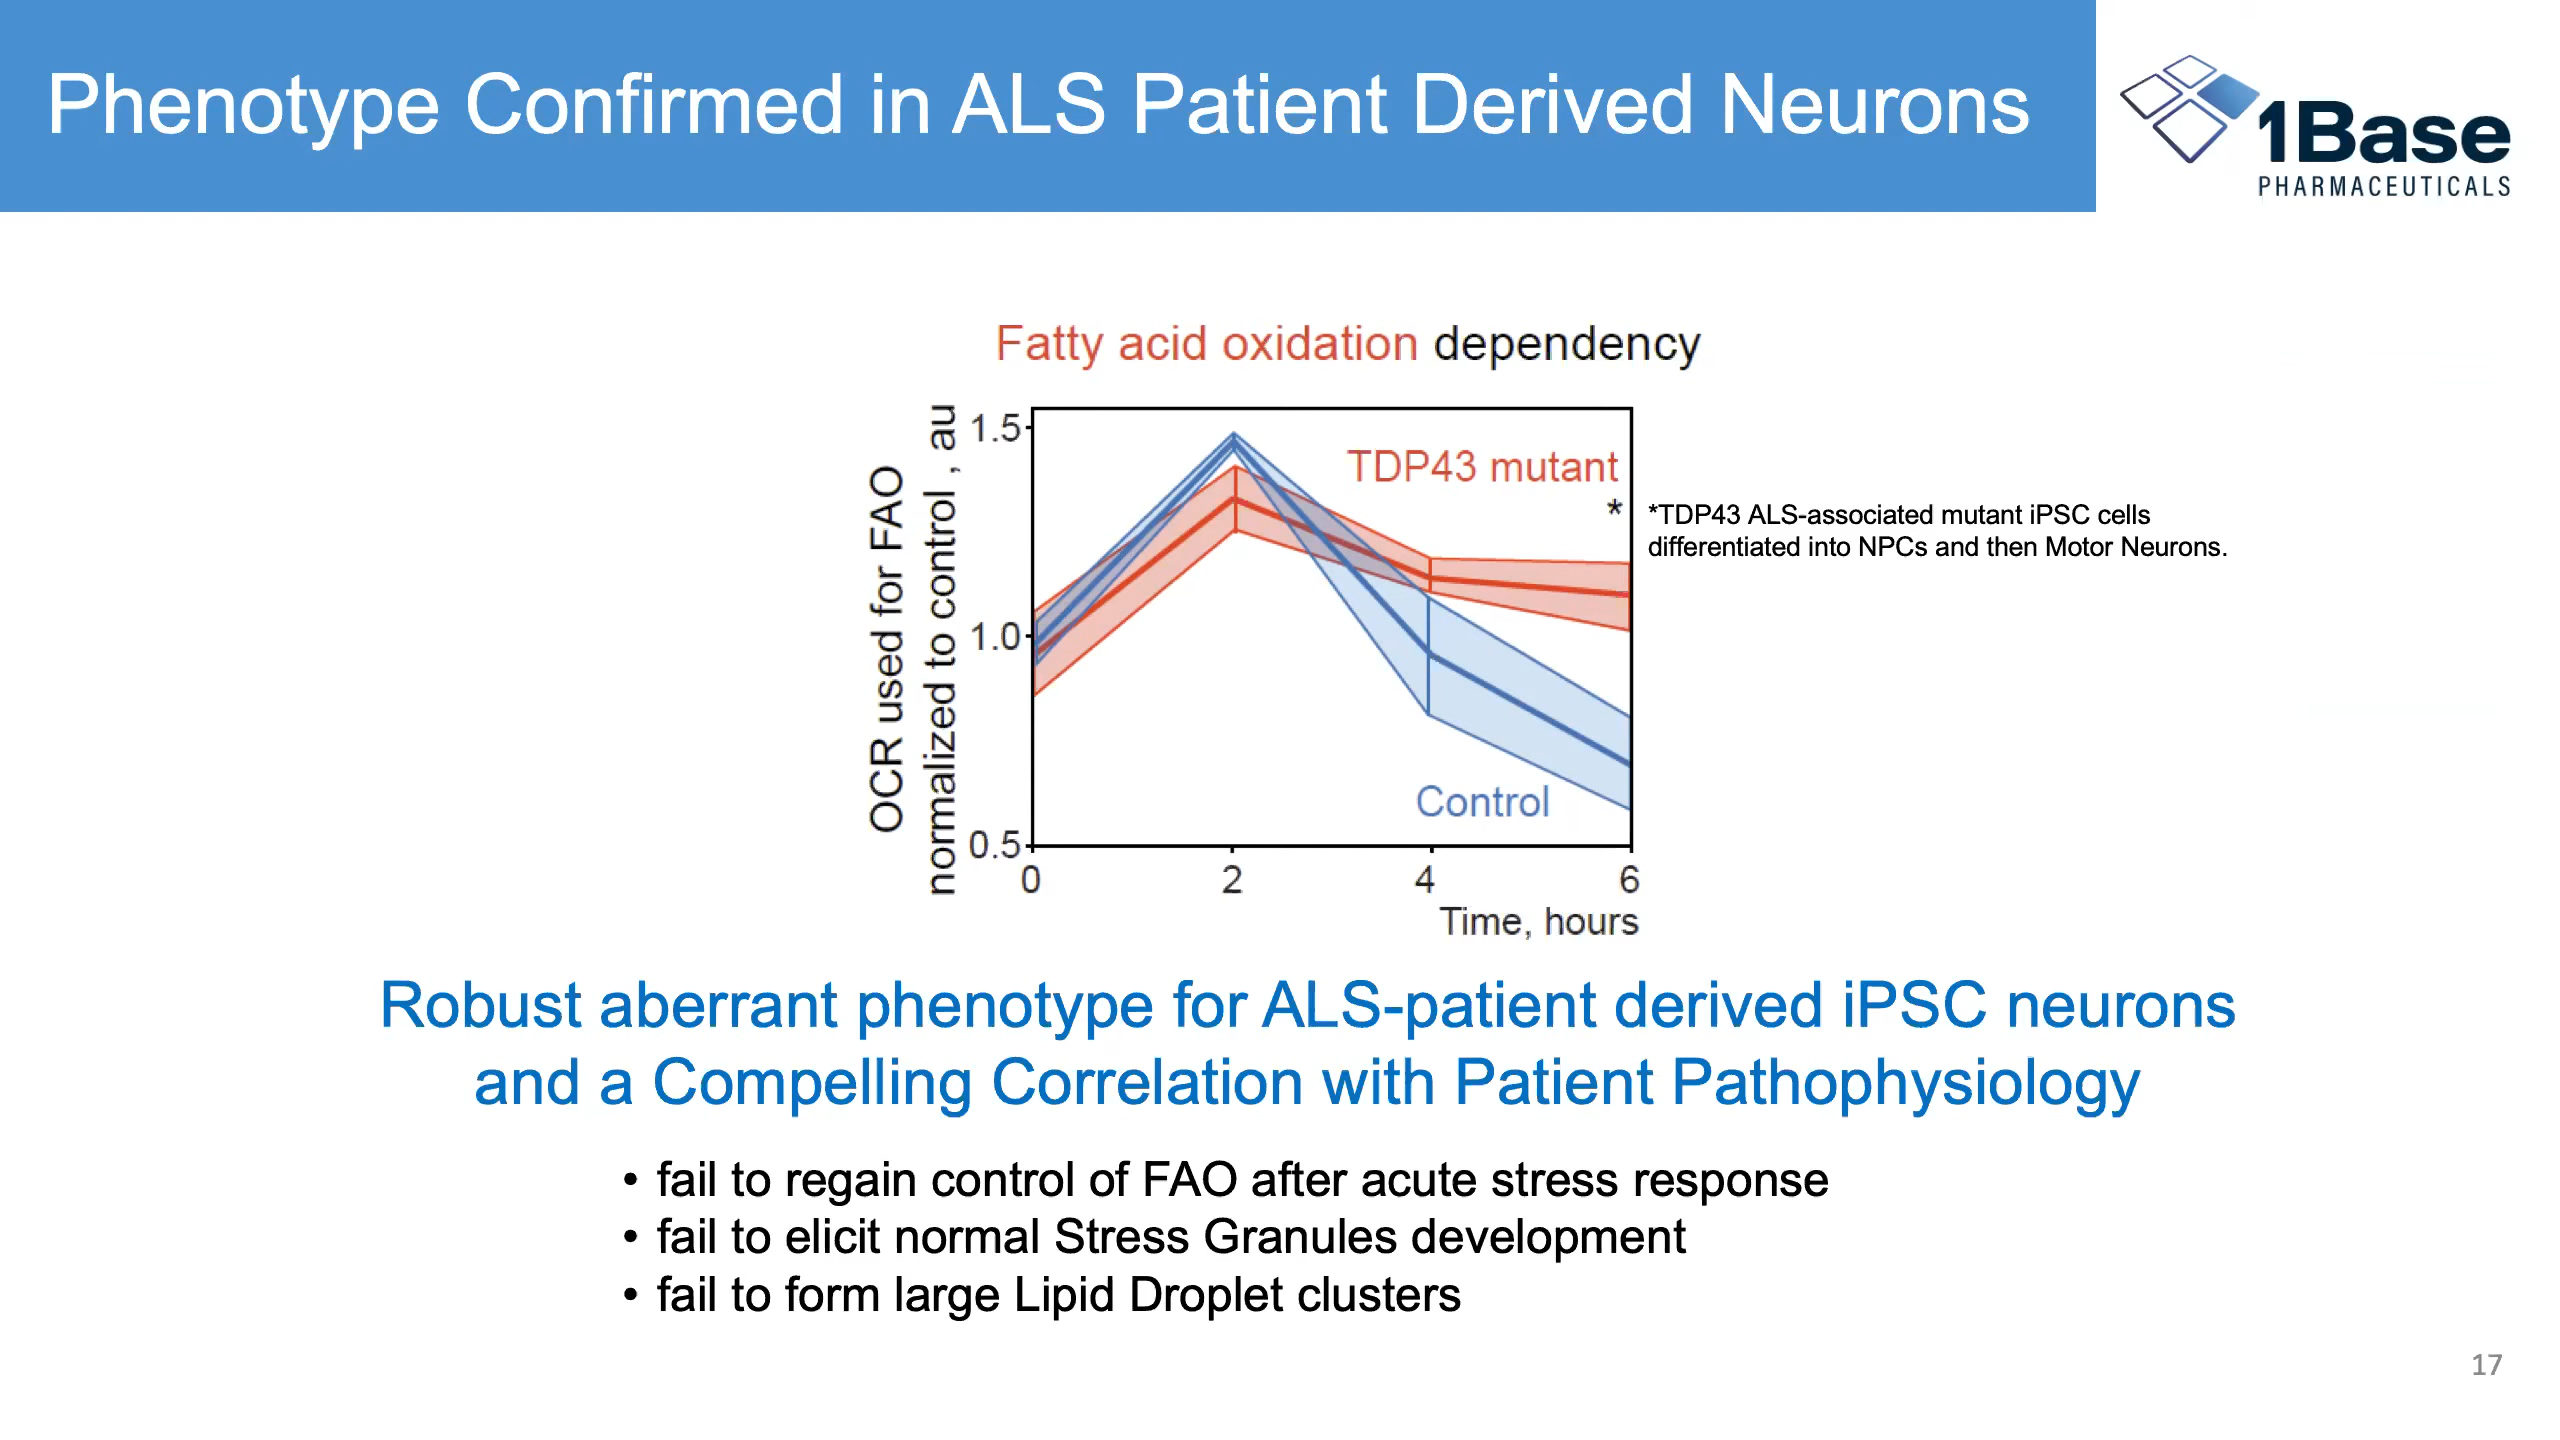 Phenotype Confirmed in ALS Patient Derived Neurons
1Base
PHARMACEUTICALS
Fatty acid oxidation dependency
OCR used for FAO
normalized to control , au
1.5
1.0
0.5
TDP43 mutant
*
*TDP43 ALS-associated mutant iPSC cells
differentiated into NPCs and then Motor Neurons.
Control
0 2 4 6
Time, hours
Robust aberrant phenotype for ALS-patient derived iPSC neurons
and a Compelling Correlation with Patient Pathophysiology
• fail to regain control of FAO after acute stress response
• fail to elicit normal Stress Granules development
• fail to form large Lipid Droplet clusters
17